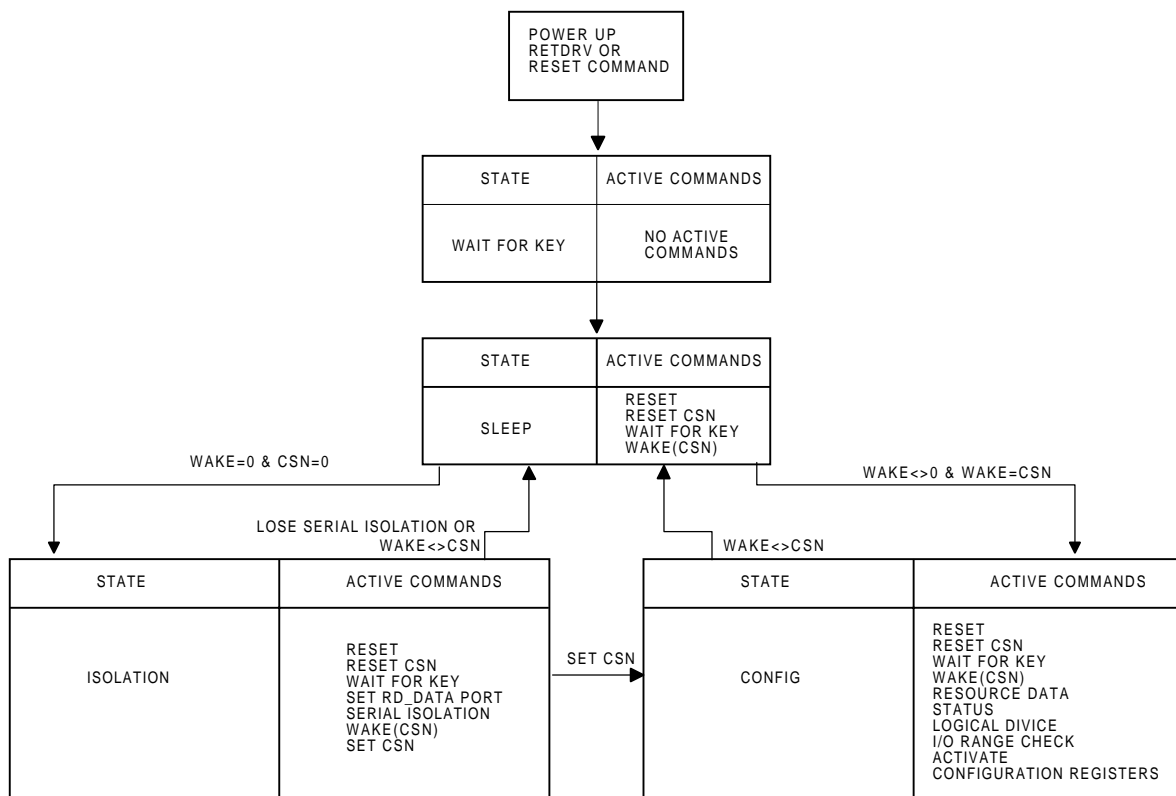 POWER UP
RETDRV OR
RESET COMMAND
STATE
ACTIVE COMMANDS
WAIT FOR KEY
NO ACTIVE
COMMANDS
STATE
ACTIVE COMMANDS
SLEEP
RESET
RESET CSN
WAIT FOR KEY
WAKE(CSN)
WAKE=0 & CSN=0
WAKE<>0 & WAKE=CSN
LOSE SERIAL ISOLATION OR
WAKE<>CSN
WAKE<>CSN
STATE
ACTIVE COMMANDS
ISOLATION
RESET
RESET CSN
WAIT FOR KEY
SET RD_DATA PORT
SERIAL ISOLATION
WAKE(CSN)
SET CSN
SET CSN
STATE
ACTIVE COMMANDS
CONFIG
RESET
RESET CSN
WAIT FOR KEY
WAKE(CSN)
RESOURCE DATA
STATUS
LOGICAL DIVICE
I/O RANGE CHECK
ACTIVATE
CONFIGURATION REGISTERS